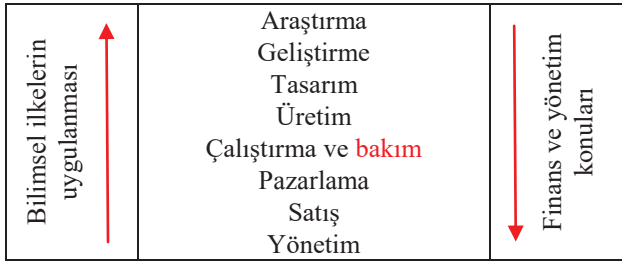 Bilimsel ilkelerin
uygulanması
Araştırma
Geliştirme
Tasarım
Üretim
Çalıştırma ve bakım
Pazarlama
Satış
Yönetim
Finans ve yönetim
konuları